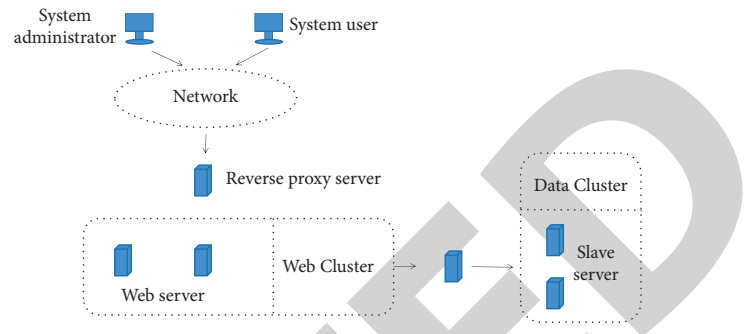 System
administrator
System user
Network
Reverse proxy server
Data Cluster
Slave
server
Web Cluster
Web server